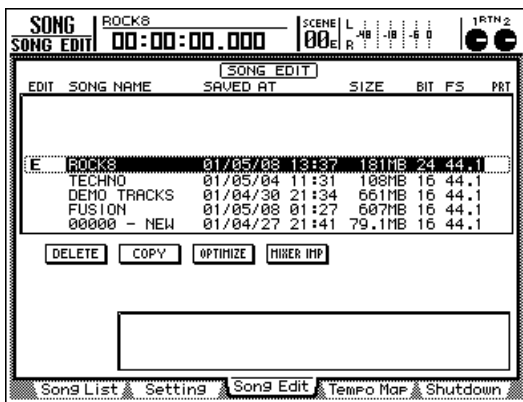 SONG ROCK8 SCENE L 1RTN2
SONG EDIT 00:00:00.000 00E R -48 -18 -6 0
SONG EDIT
EDIT SONG NAME SAVED AT SIZE BIT FS PRT
E ROCK8 01/05/08 13:37 181MB 24 44.1
TECHNO 01/05/04 11:31 108MB 16 44.1
DEMO TRACKS 01/04/30 21:34 661MB 16 44.1
FUSION 01/05/08 01:27 607MB 16 44.1
00000 - NEW 01/04/27 21:41 79.1MB 16 44.1
DELETE COPY OPTIMIZE MIXER IMP
Song List Setting Song Edit Tempo Map Shutdown